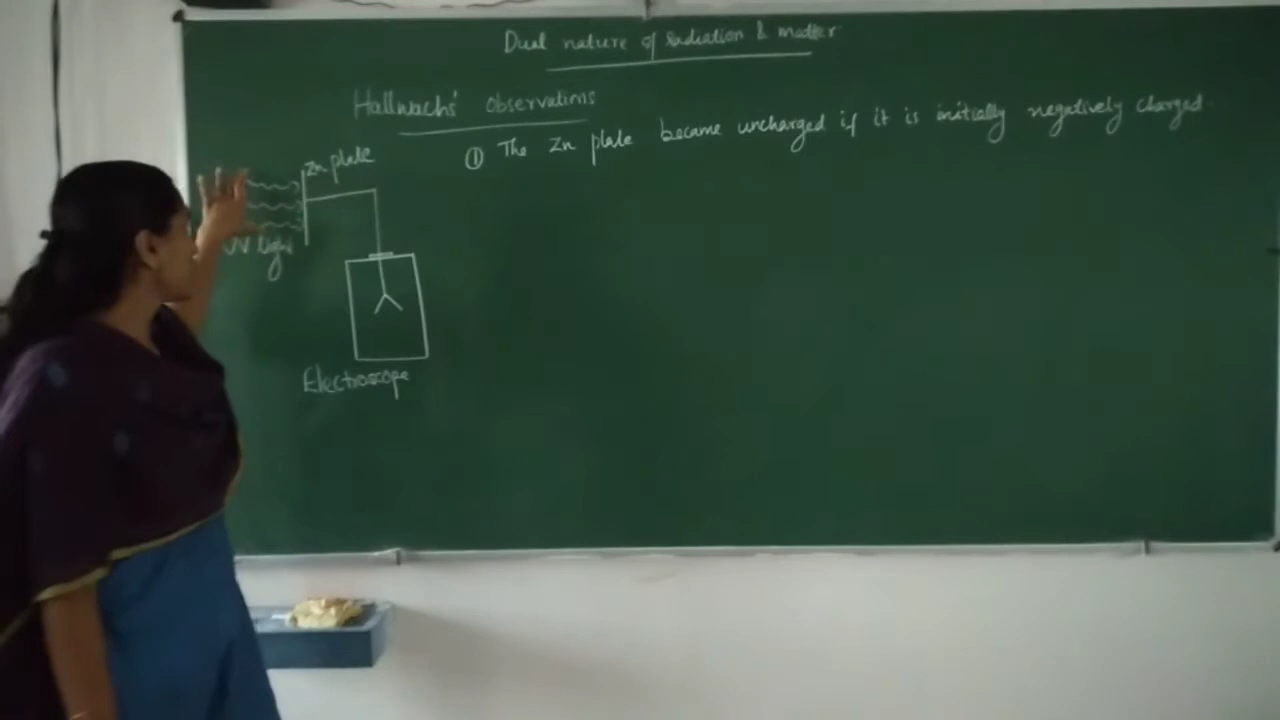 Dual nature of radiation & matter
Hallwachs' observations
① The Zn plate became uncharged if it is initially negatively charged.
Zn plate
UV light
Electroscope